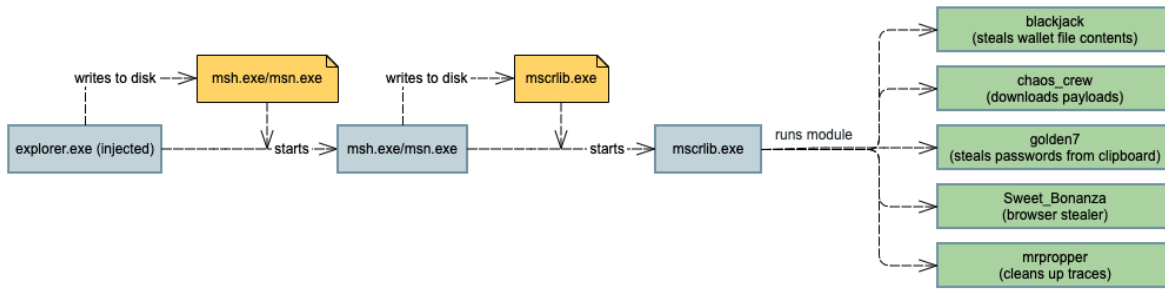 writes to disk
msh.exe/msn.exe
writes to disk
mscrlib.exe
explorer.exe (injected)
starts
msh.exe/msn.exe
starts
mscrlib.exe
runs module
blackjack
(steals wallet file contents)
chaos_crew
(downloads payloads)
golden7
(steals passwords from clipboard)
Sweet_Bonanza
(browser stealer)
mrpropper
(cleans up traces)